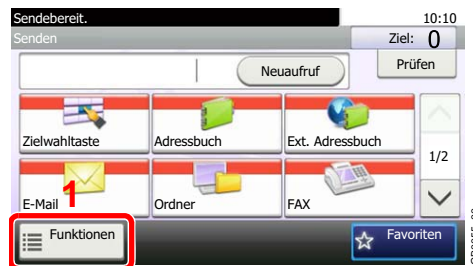 Sendebereit.
10:10
Senden
Ziel: 0
Neuaufruf
Prüfen
Zielwahltaste
Adressbuch
Ext. Adressbuch
1/2
E-Mail
1
Ordner
FAX
Funktionen
Favoriten